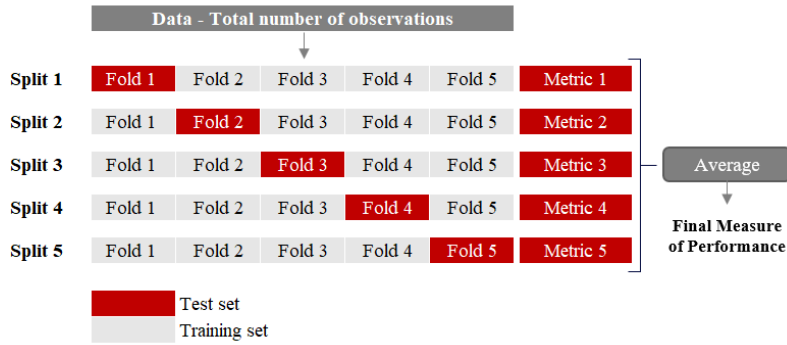 Data - Total number of observations
Split 1 Fold 1 Fold 2 Fold 3 Fold 4 Fold 5 Metric 1
Split 2 Fold 1 Fold 2 Fold 3 Fold 4 Fold 5 Metric 2
Split 3 Fold 1 Fold 2 Fold 3 Fold 4 Fold 5 Metric 3
Split 4 Fold 1 Fold 2 Fold 3 Fold 4 Fold 5 Metric 4
Split 5 Fold 1 Fold 2 Fold 3 Fold 4 Fold 5 Metric 5
Average
Final Measure
of Performance
Test set
Training set